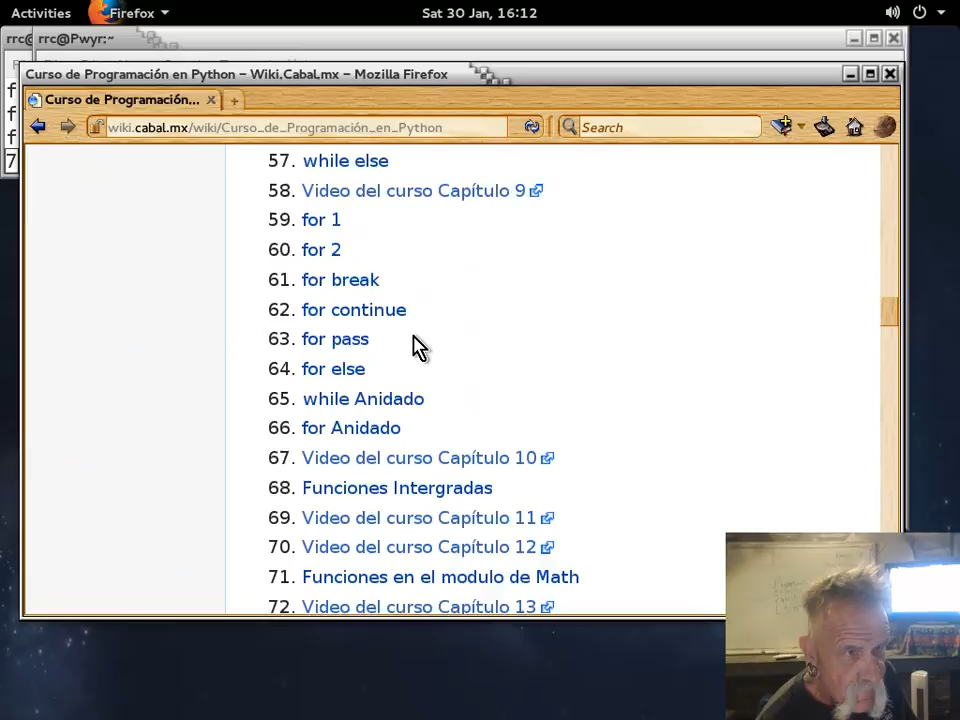 Activities Firefox Sat 30 Jan, 16:12
rrc@ rrc@Pwyr:~
Curso de Programación en Python – Wiki.Cabal.mx – Mozilla Firefox
Curso de Programación... x +
wiki.cabal.mx/wiki/Curso_de_Programación_en_Python Search
f
f
f
7
57. while else
58. Video del curso Capítulo 9
59. for 1
60. for 2
61. for break
62. for continue
63. for pass
64. for else
65. while Anidado
66. for Anidado
67. Video del curso Capítulo 10
68. Funciones Intergradas
69. Video del curso Capítulo 11
70. Video del curso Capítulo 12
71. Funciones en el modulo de Math
72. Video del curso Capítulo 13